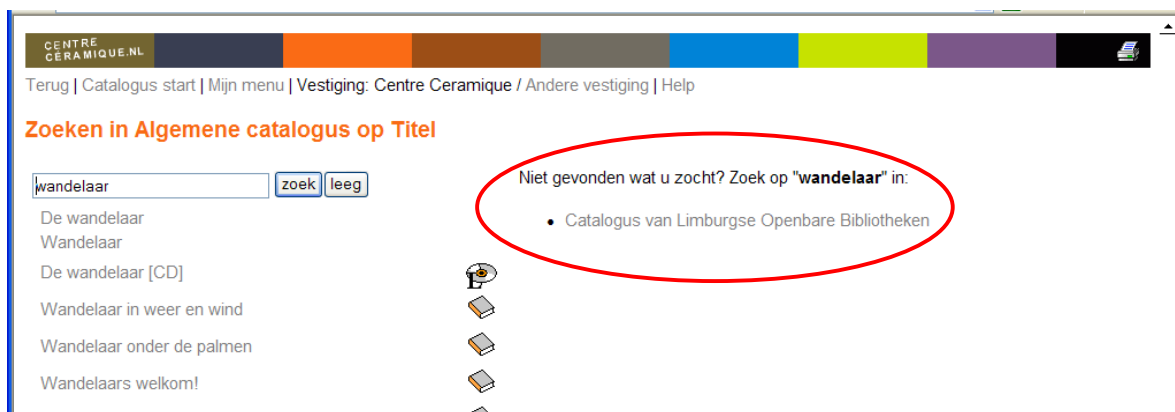 CENTRE
CERAMIQUE.NL
Terug | Catalogus start | Mijn menu | Vestiging: Centre Ceramique / Andere vestiging | Help
Zoeken in Algemene catalogus op Titel
wandelaar zoek leeg
Niet gevonden wat u zocht? Zoek op "wandelaar" in:
• Catalogus van Limburgse Openbare Bibliotheken
De wandelaar
Wandelaar
De wandelaar [CD]
Wandelaar in weer en wind
Wandelaar onder de palmen
Wandelaars welkom!